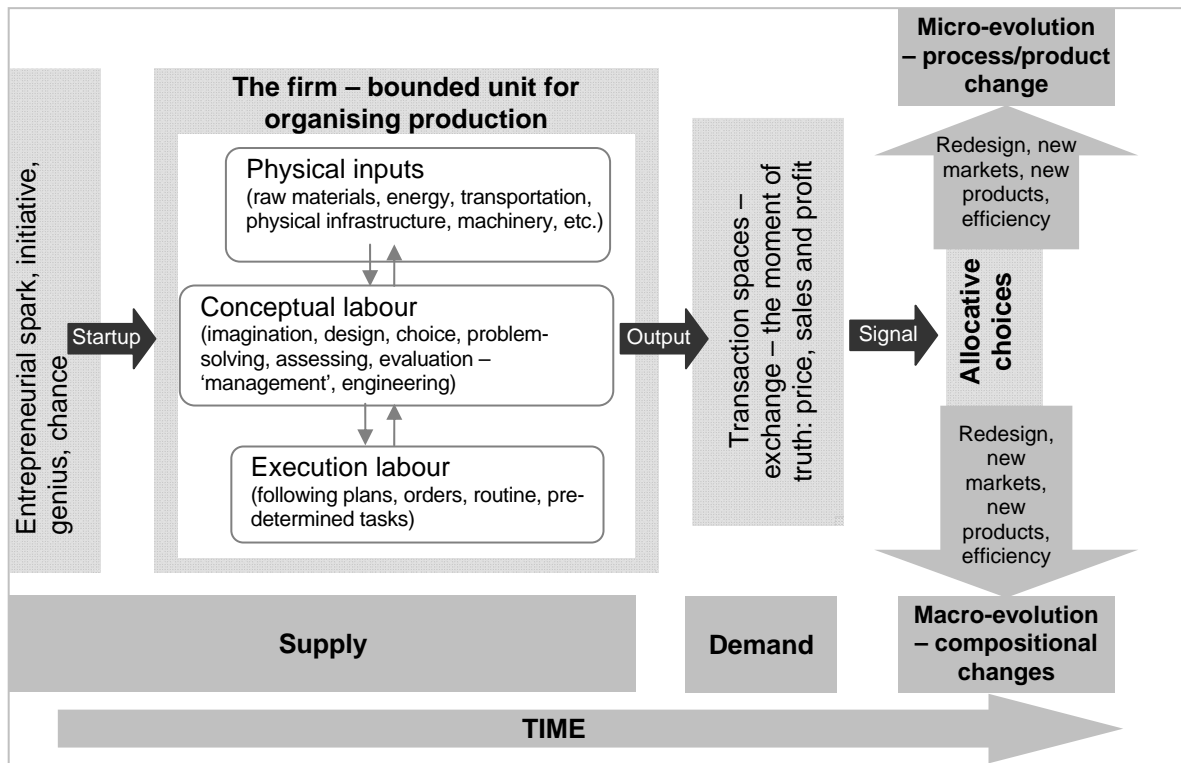 Entrepreneurial spark, initiative,
genius, chance
Startup
The firm – bounded unit for
organising production
Physical inputs
(raw materials, energy, transportation,
physical infrastructure, machinery, etc.)
Conceptual labour
(imagination, design, choice, problem-
solving, assessing, evaluation –
‘management’, engineering)
Execution labour
(following plans, orders, routine, pre-
determined tasks)
Output
Transaction spaces –
exchange – the moment of
truth: price, sales and profit
Signal
Micro-evolution
– process/product
change
Redesign, new
markets, new
products,
efficiency
Allocative
choices
Redesign,
new
markets,
new
products,
efficiency
Macro-evolution
– compositional
changes
Supply
Demand
TIME